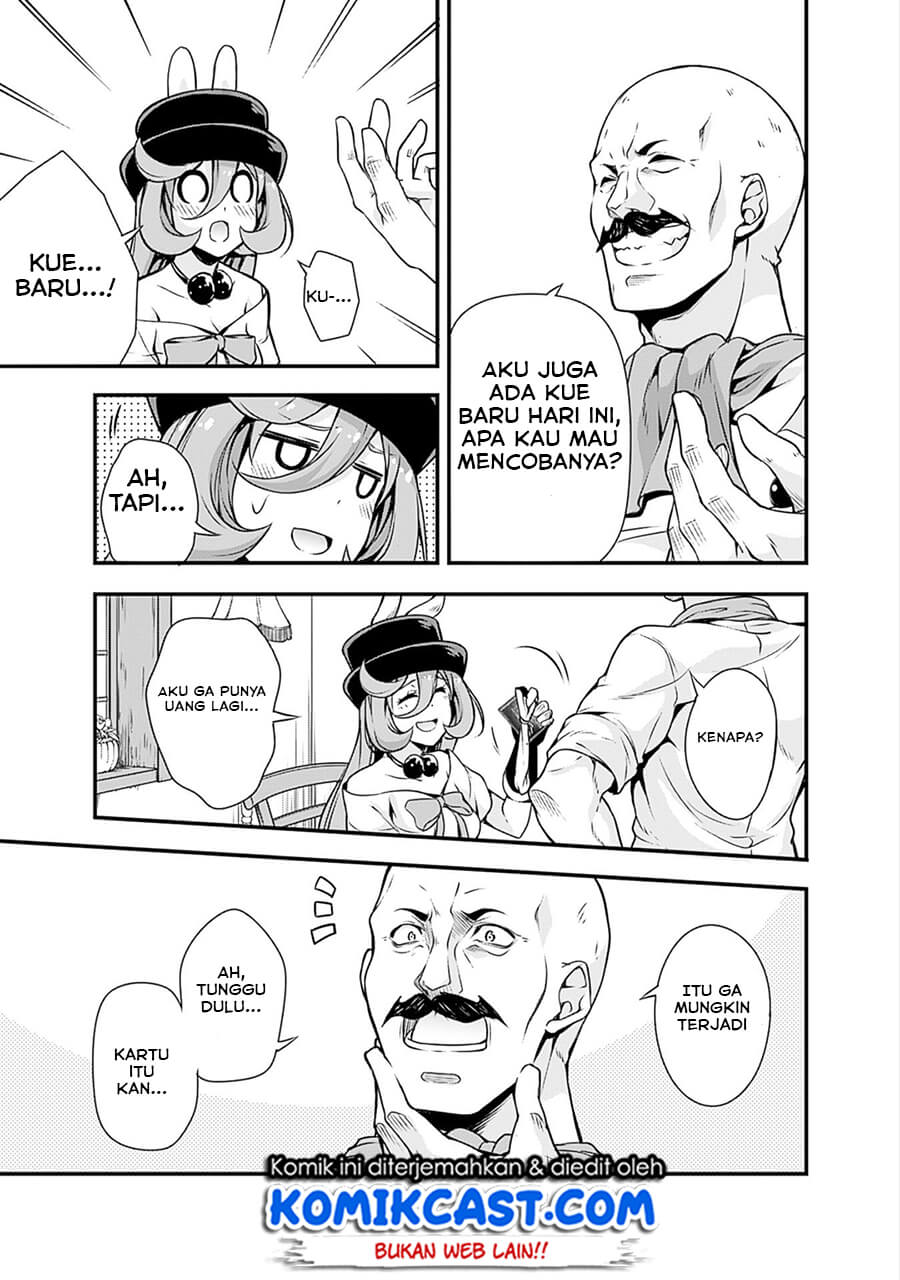 AKU JUGA
ADA KUE
BARU HARI INI,
APA KAU MAU
MENCOBANYA?
KU-...
KUE...
BARU...!
AH,
TAPI...
KENAPA?
AKU GA PUNYA
UANG LAGI...
ITU GA
MUNGKIN
TERJADI
AH,
TUNGGU
DULU...
KARTU
ITU
KAN...
Komik ini diterjemahkan & diedit oleh
KOMIKCAST.COM
BUKAN WEB LAIN!!